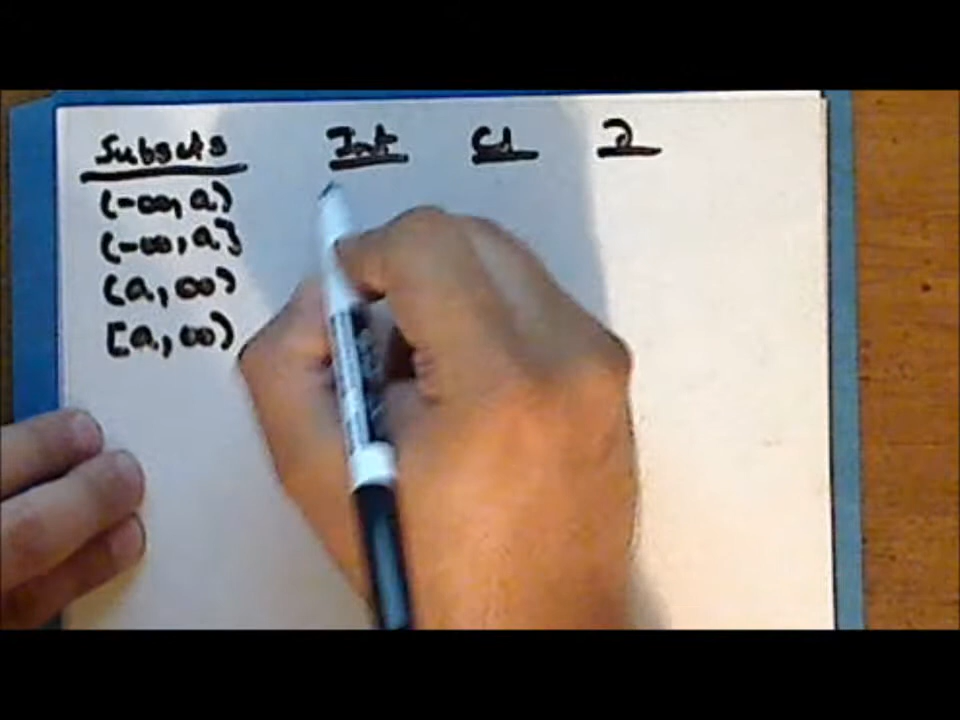 Subsets Int Cl ∂
(-∞, a)
(-∞, a]
(a, ∞)
[a, ∞)